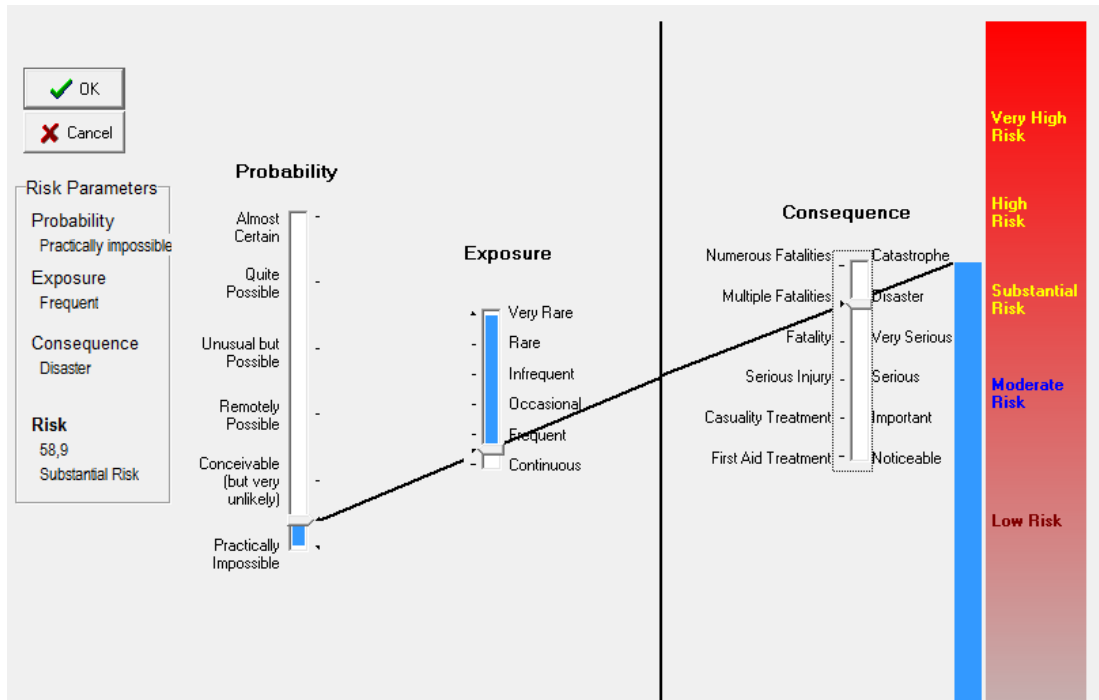 OK
Cancel
Risk Parameters
Probability
Practically impossible
Exposure
Frequent
Consequence
Disaster
Risk
58,9
Substantial Risk
Probability
Almost
Certain
Quite
Possible
Unusual but
Possible
Remotely
Possible
Conceivable
(but very
unlikely)
Practically
Impossible
Exposure
Very Rare
Rare
Infrequent
Occasional
Frequent
Continuous
Consequence
Numerous Fatalities
Catastrophe
Multiple Fatalities
Disaster
Fatality
Very Serious
Serious Injury
Serious
Casuality Treatment
Important
First Aid Treatment
Noticeable
Very High
Risk
High
Risk
Substantial
Risk
Moderate
Risk
Low Risk